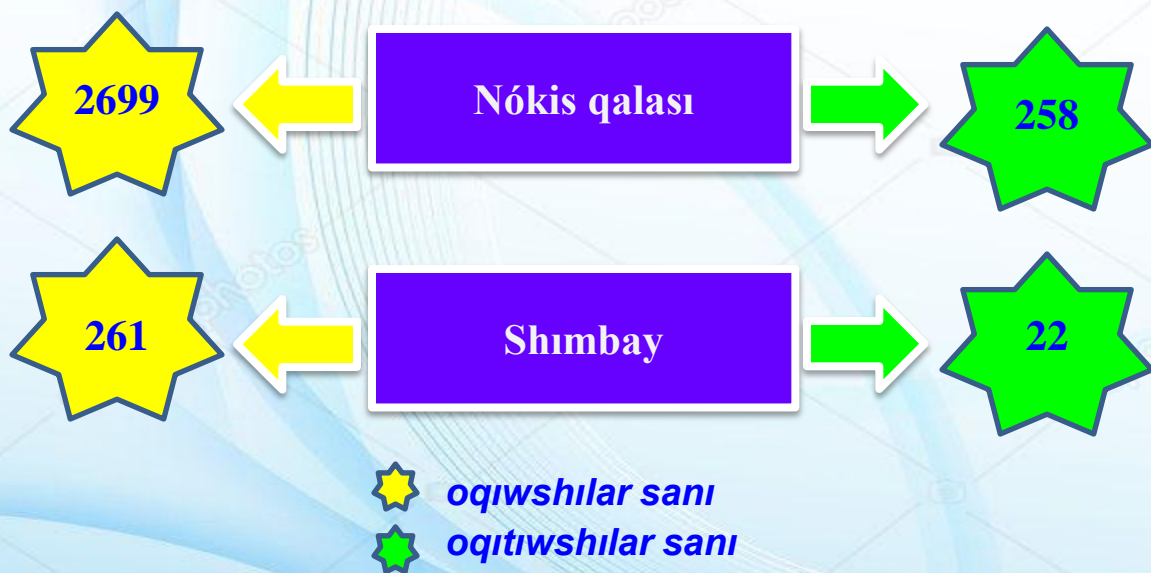 2699
Nókis qalası
258
261
Shımbay
22
oqıwshılar sanı
oqıtıwshılar sanı